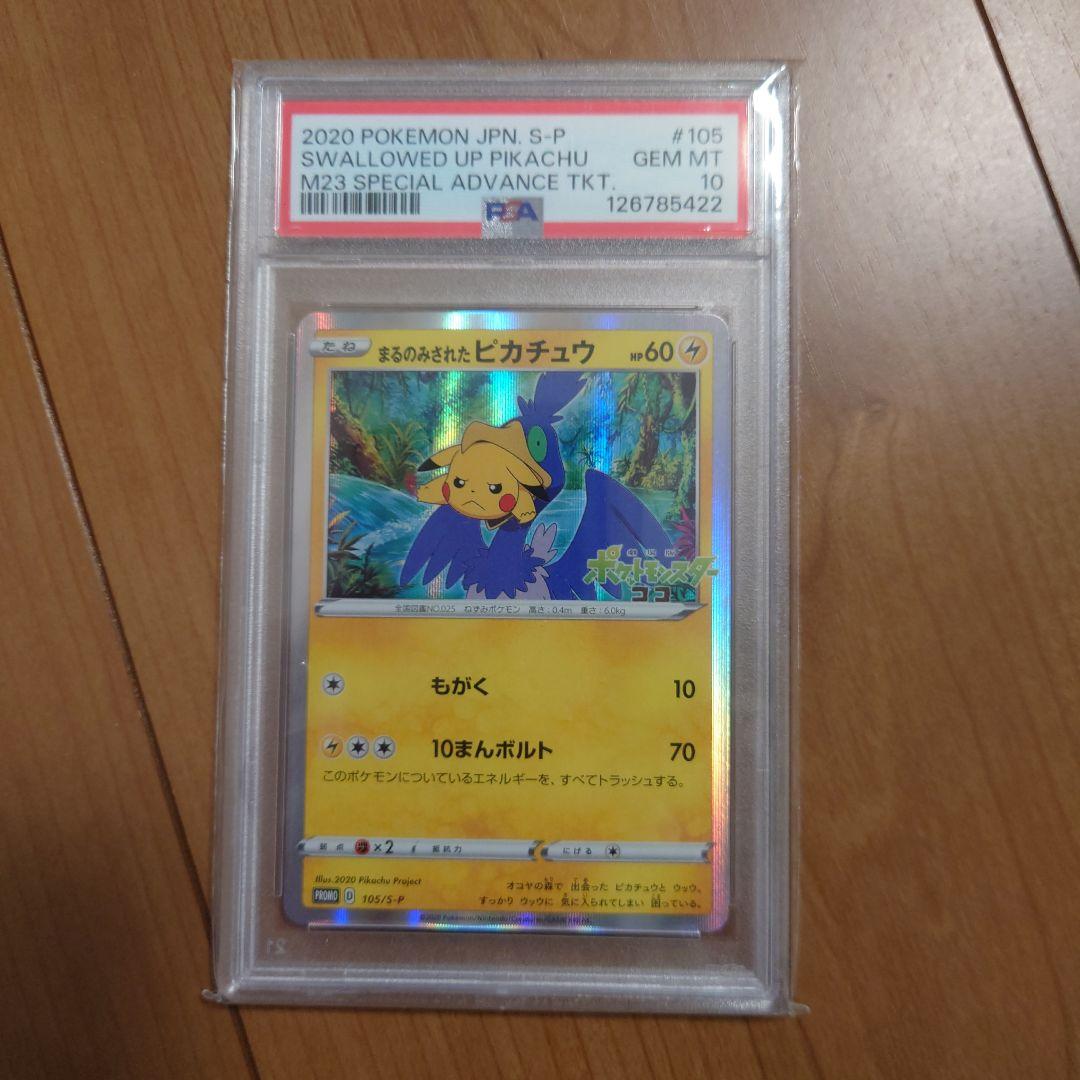 2020 POKEMON JPN. S-P #105
SWALLOWED UP PIKACHU GEM MT
M23 SPECIAL ADVANCE TKT. 10
126785422
PSA
たね まるのみされたピカチュウ HP60
ポケットモンスター
ココ
全国図鑑NO.025 ねずみポケモン 高さ:0.4m 重さ:6.0kg
もがく 10
10まんボルト 70
このポケモンについているエネルギーを、すべてトラッシュする。
弱点 ×2 抵抗力 にげる
Illus.2020 Pikachu Project
PROMO D 105/S-P
オコヤの森で 出会った ピカチュウと ウッウ。
すっかり ウッウに 気に入られてしまい 困っている。
©2020 Pokémon/Nintendo/Creatures/GAME FREAK.
21